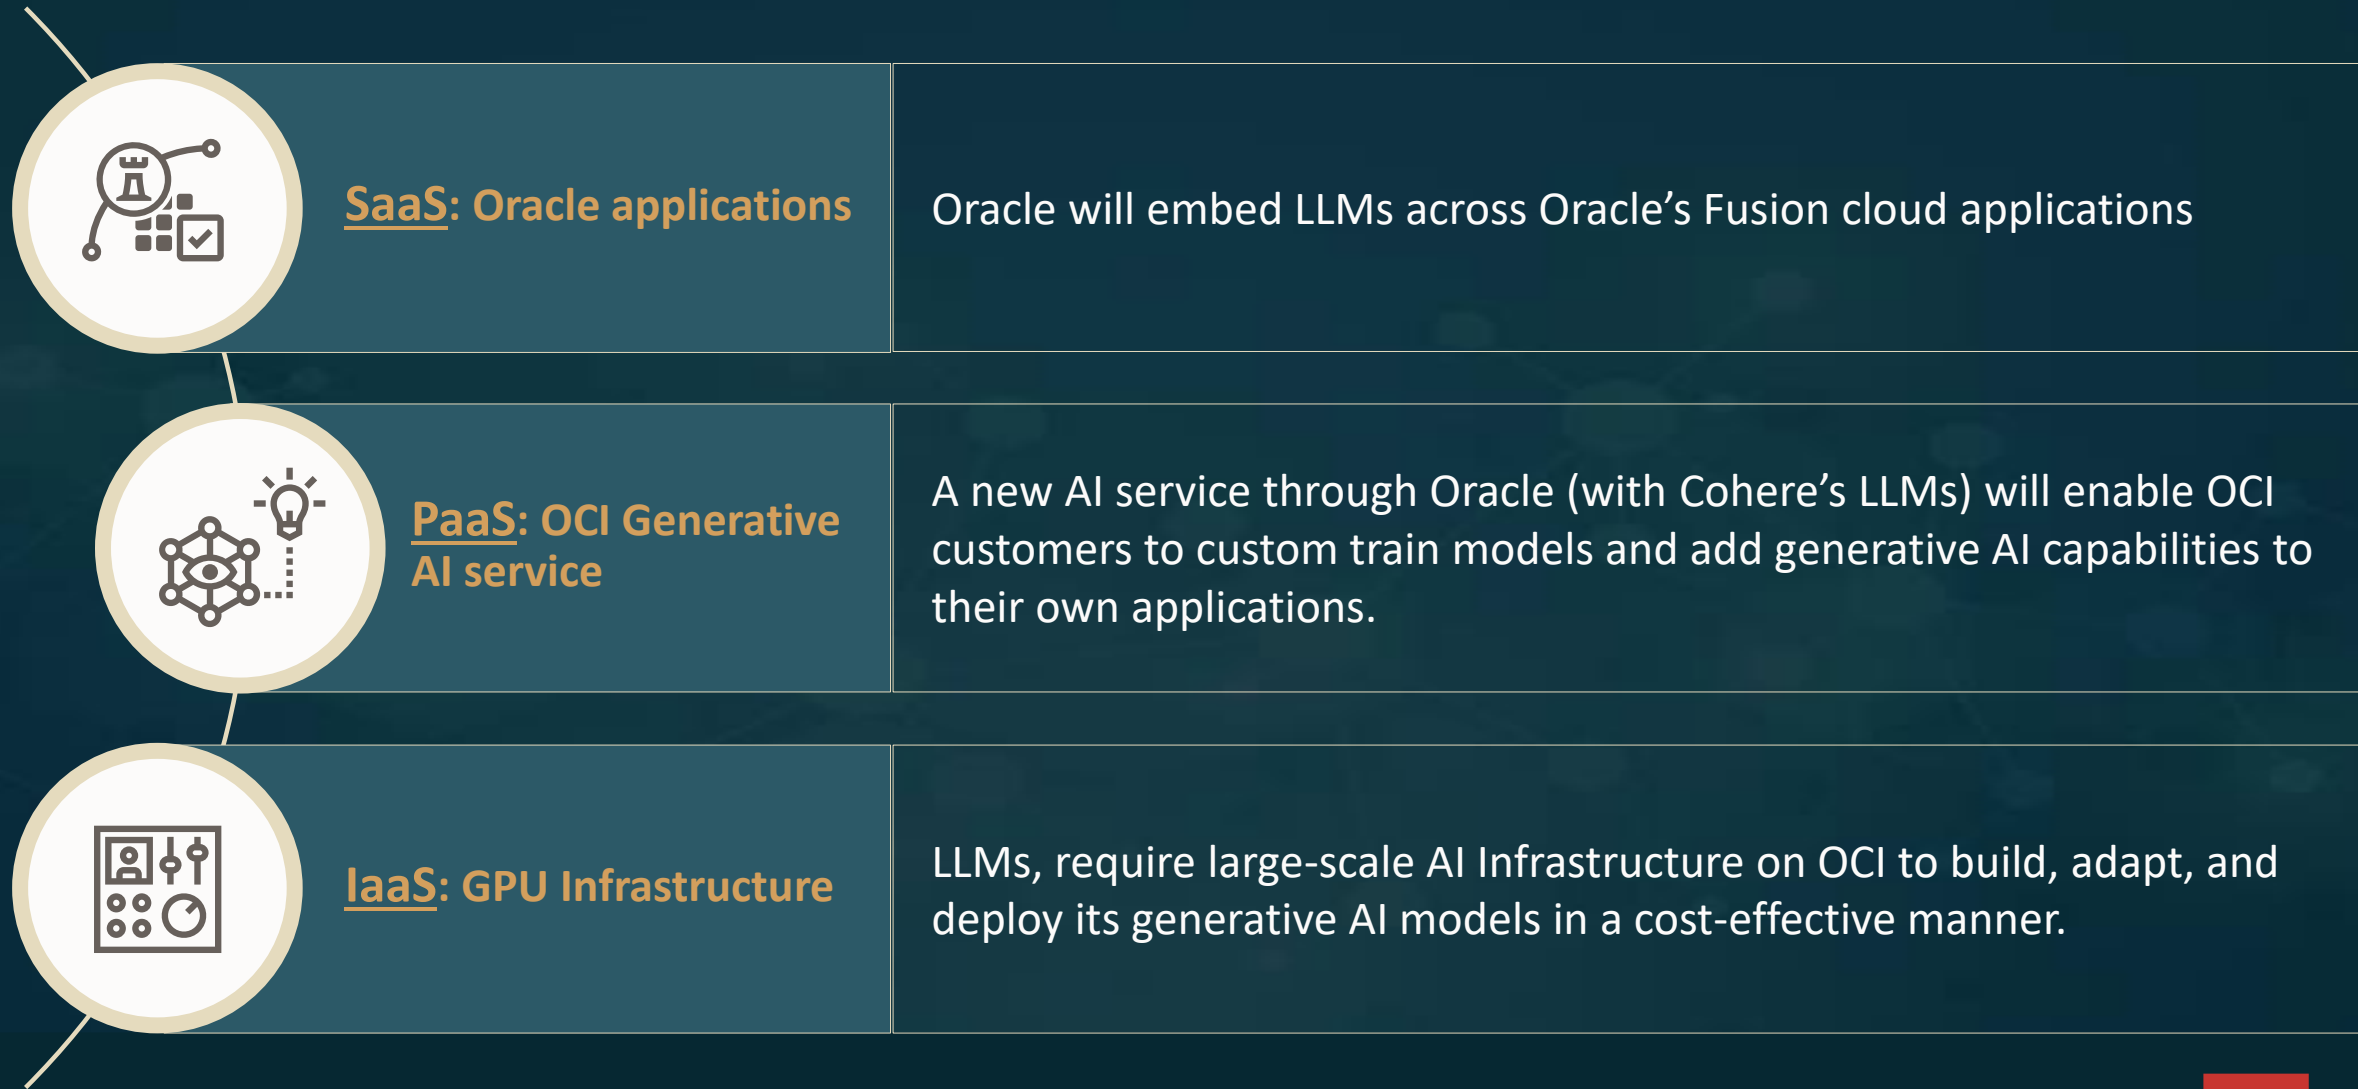 SaaS: Oracle applications
Oracle will embed LLMs across Oracle’s Fusion cloud applications
PaaS: OCI Generative
AI service
A new AI service through Oracle (with Cohere’s LLMs) will enable OCI
customers to custom train models and add generative AI capabilities to
their own applications.
IaaS: GPU Infrastructure
LLMs, require large-scale AI Infrastructure on OCI to build, adapt, and
deploy its generative AI models in a cost-effective manner.